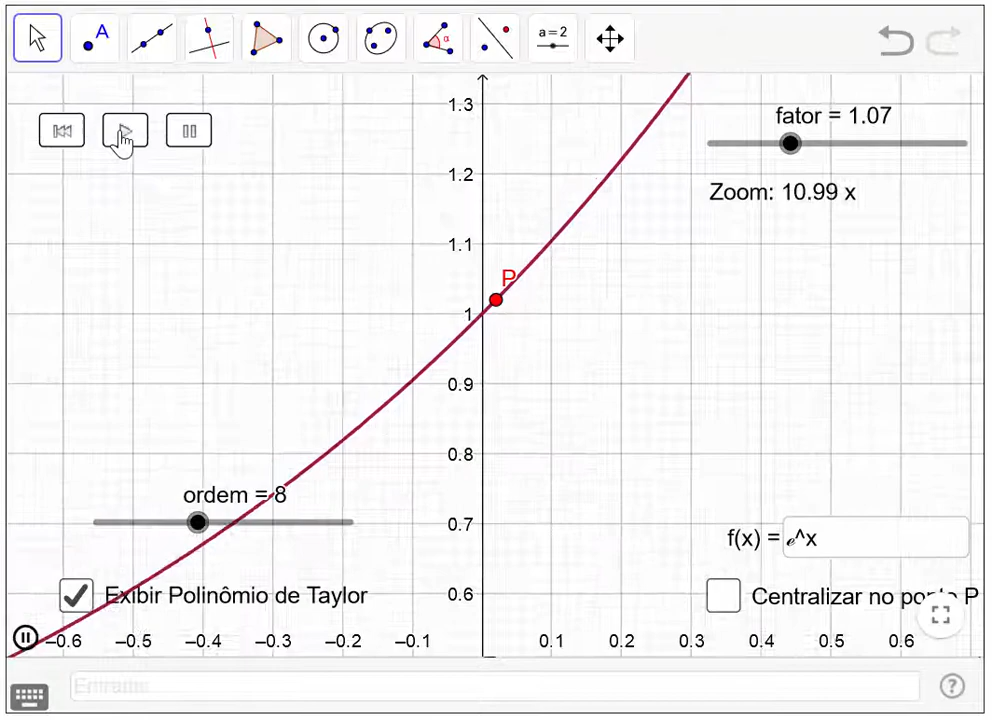 A
α
a = 2
1.3
fator = 1.07
1.2
Zoom: 10.99 x
1.1
P
1
0.9
0.8
ordem = 8
0.7
f(x) = e^x
Exibir Polinômio de Taylor
0.6
Centralizar no ponto P
–0.6 –0.5 –0.4 –0.3 –0.2 –0.1 0.1 0.2 0.3 0.4 0.5 0.6
Entrada:
?